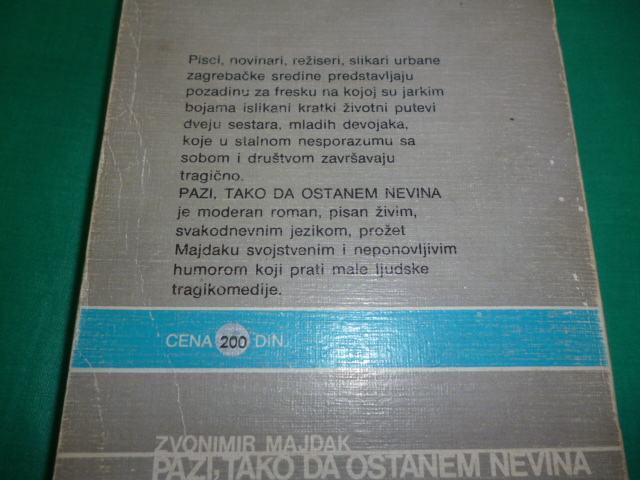 Pisci, novinari, režiseri, slikari urbane
zagrebačke sredine predstavljaju
pozadinu za fresku na kojoj su jarkim
bojama islikani kratki životni putevi
dveju sestara, mladih devojaka,
koje u stalnom nesporazumu sa
sobom i društvom završavaju
tragično.
PAZI, TAKO DA OSTANEM NEVINA
je moderan roman, pisan živim,
svakodnevnim jezikom, prožet
Majdaku svojstvenim i neponovljivim
humorom koji prati male ljudske
tragikomedije.
CENA 200 DIN.
ZVONIMIR MAJDAK
PAZI, TAKO DA OSTANEM NEVINA